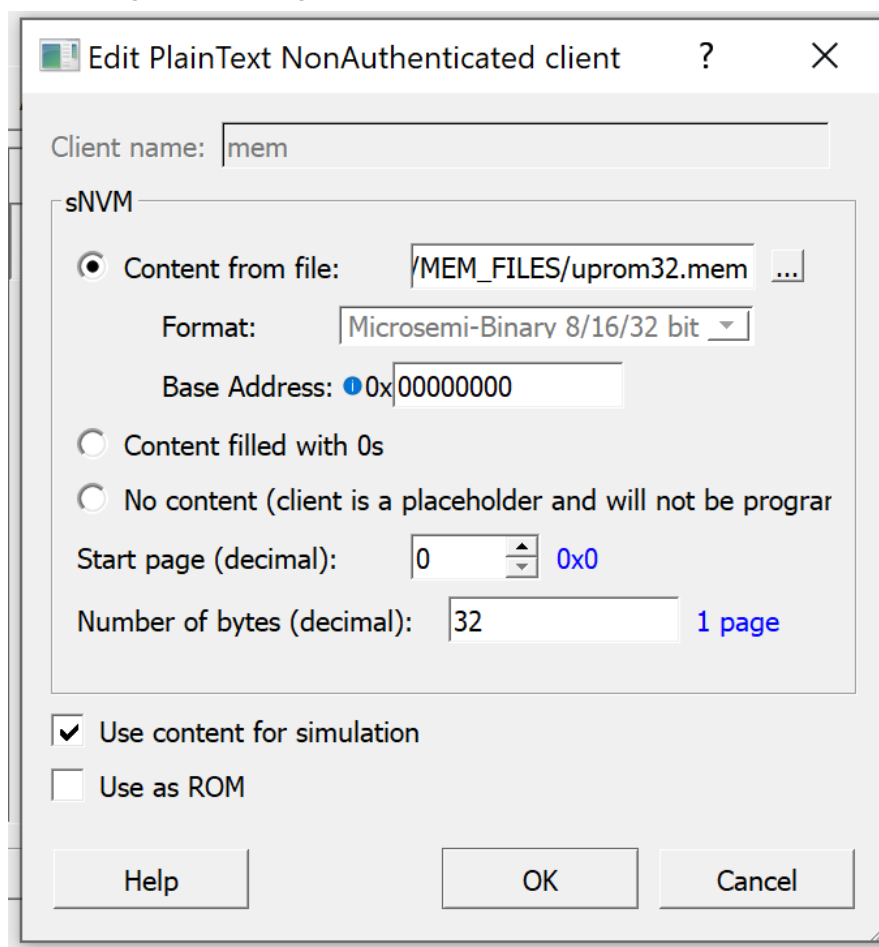 Edit PlainText NonAuthenticated client ? ×
Client name: mem
sNVM
Content from file: /MEM_FILES/uprom32.mem ...
Format: Microsemi-Binary 8/16/32 bit
Base Address: 0x 00000000
Content filled with 0s
No content (client is a placeholder and will not be prograr
Start page (decimal): 0 0x0
Number of bytes (decimal): 32 1 page
Use content for simulation
Use as ROM
Help OK Cancel